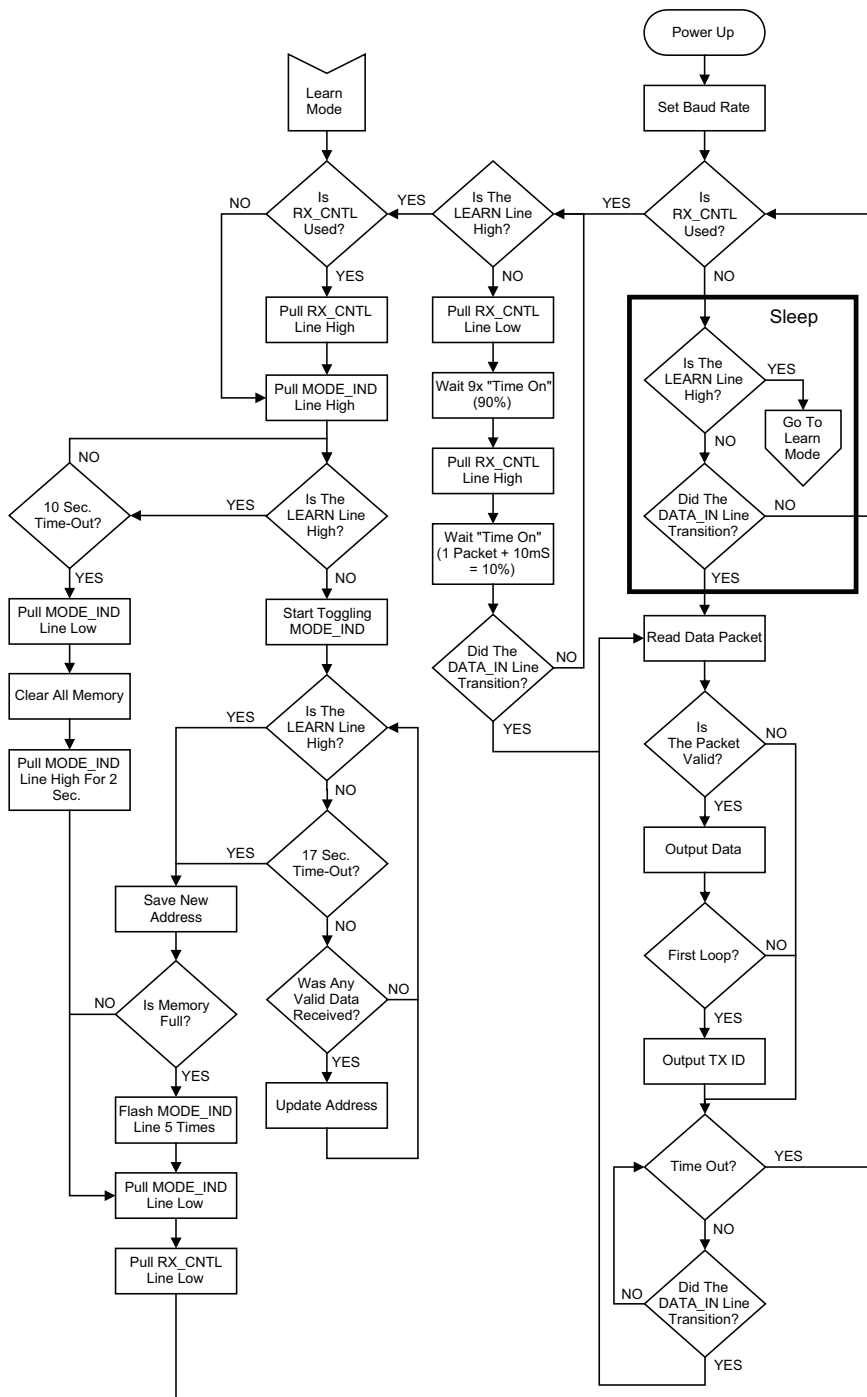 Power Up
Set Baud Rate
Is
RX_CNTL
Used?
YES
NO
Sleep
Is The
LEARN Line
High?
YES
Go To
Learn
Mode
NO
Did The
DATA_IN Line
Transition?
NO
YES
Read Data Packet
Is
The Packet
Valid?
NO
YES
Output Data
First Loop?
NO
YES
Output TX ID
Time Out?
YES
NO
Did The
DATA_IN Line
Transition?
NO
YES
Is The
LEARN Line
High?
YES
NO
Pull RX_CNTL
Line Low
Wait 9x "Time On"
(90%)
Pull RX_CNTL
Line High
Wait "Time On"
(1 Packet + 10mS
= 10%)
Did The
DATA_IN Line
Transition?
NO
YES
Learn
Mode
Is
RX_CNTL
Used?
NO
YES
Pull RX_CNTL
Line High
Pull MODE_IND
Line High
Is The
LEARN Line
High?
YES
NO
10 Sec.
Time-Out?
NO
YES
Pull MODE_IND
Line Low
Clear All Memory
Pull MODE_IND
Line High For 2
Sec.
Start Toggling
MODE_IND
Is The
LEARN Line
High?
YES
NO
17 Sec.
Time-Out?
YES
NO
Was Any
Valid Data
Received?
NO
YES
Update Address
Save New
Address
Is Memory
Full?
NO
YES
Flash MODE_IND
Line 5 Times
Pull MODE_IND
Line Low
Pull RX_CNTL
Line Low